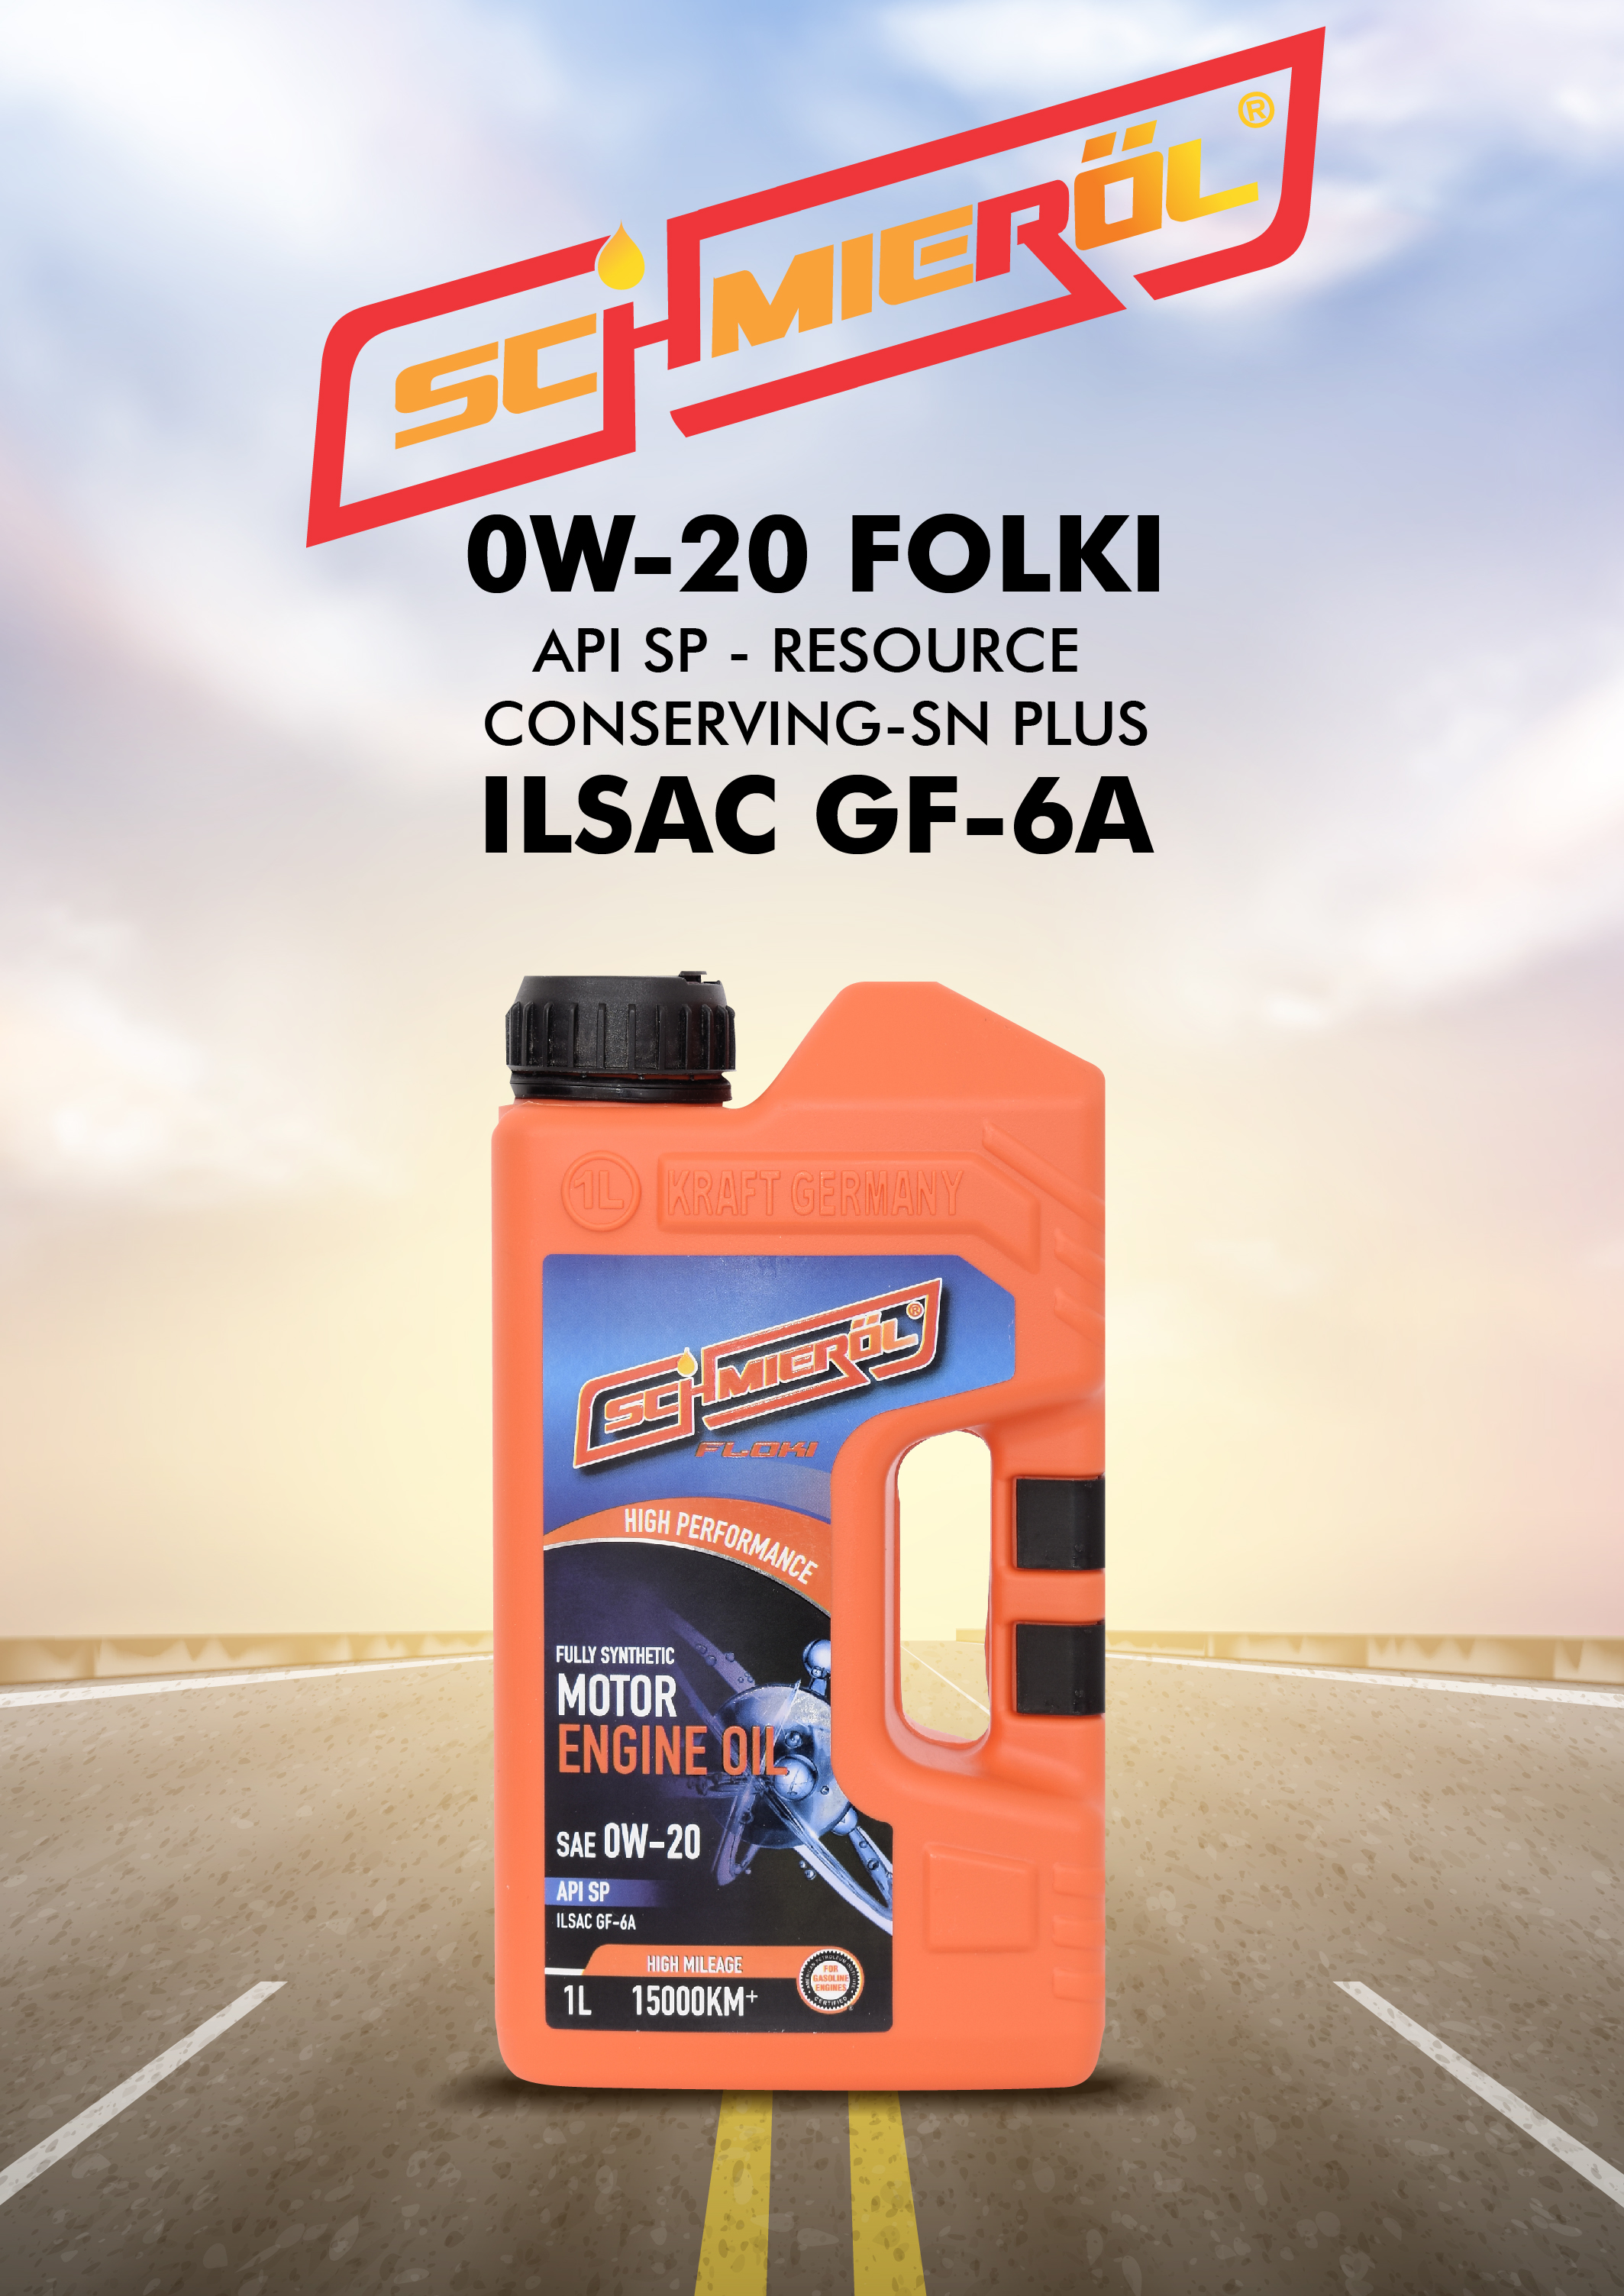 SCHMIERÖL®
0W-20 FOLKI
API SP - RESOURCE
CONSERVING-SN PLUS
ILSAC GF-6A
1L KRAFT GERMANY
SCHMIERÖL®
FLOKI
HIGH PERFORMANCE
FULLY SYNTHETIC
MOTOR
ENGINE OIL
SAE 0W-20
API SP
ILSAC GF-6A
HIGH MILEAGE
1L 15000KM+
FOR
GASOLINE
ENGINES
CERTIFIED